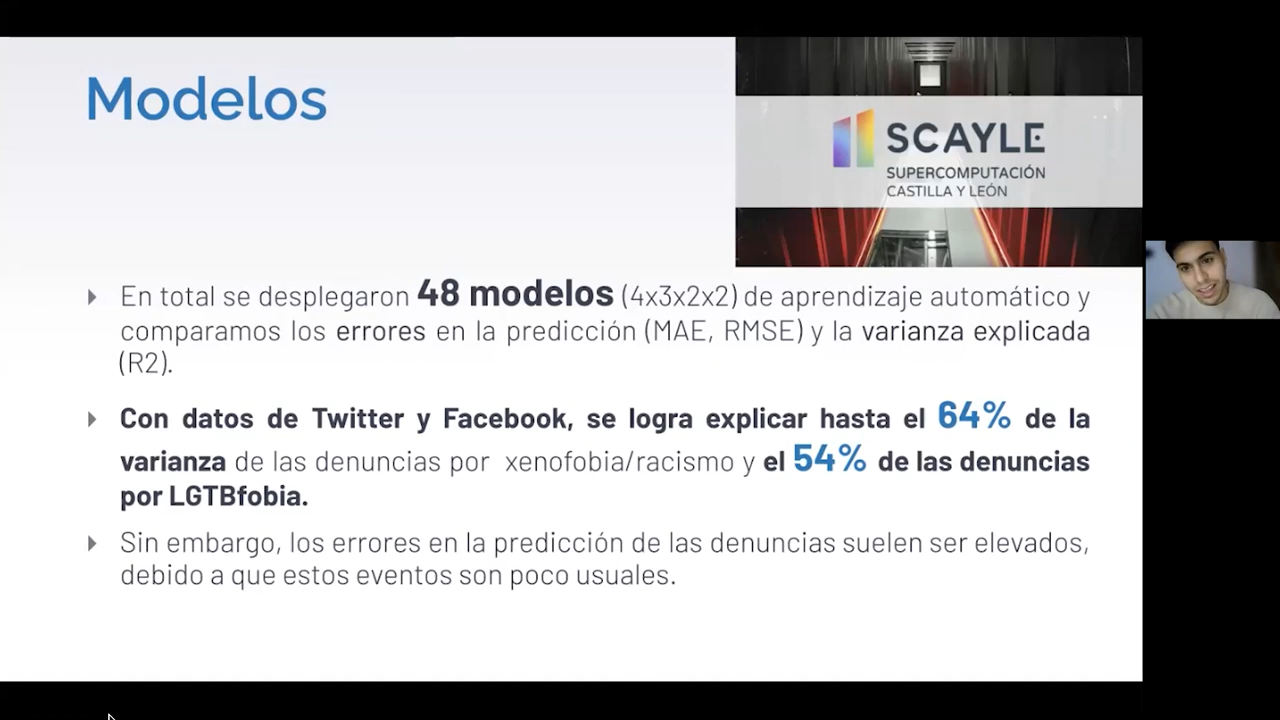 Modelos
SCAYLE
SUPERCOMPUTACIÓN
CASTILLA Y LEÓN
En total se desplegaron 48 modelos (4x3x2x2) de aprendizaje automático y
comparamos los errores en la predicción (MAE, RMSE) y la varianza explicada
(R2).
Con datos de Twitter y Facebook, se logra explicar hasta el 64% de la
varianza de las denuncias por xenofobia/racismo y el 54% de las denuncias
por LGTBfobia.
Sin embargo, los errores en la predicción de las denuncias suelen ser elevados,
debido a que estos eventos son poco usuales.